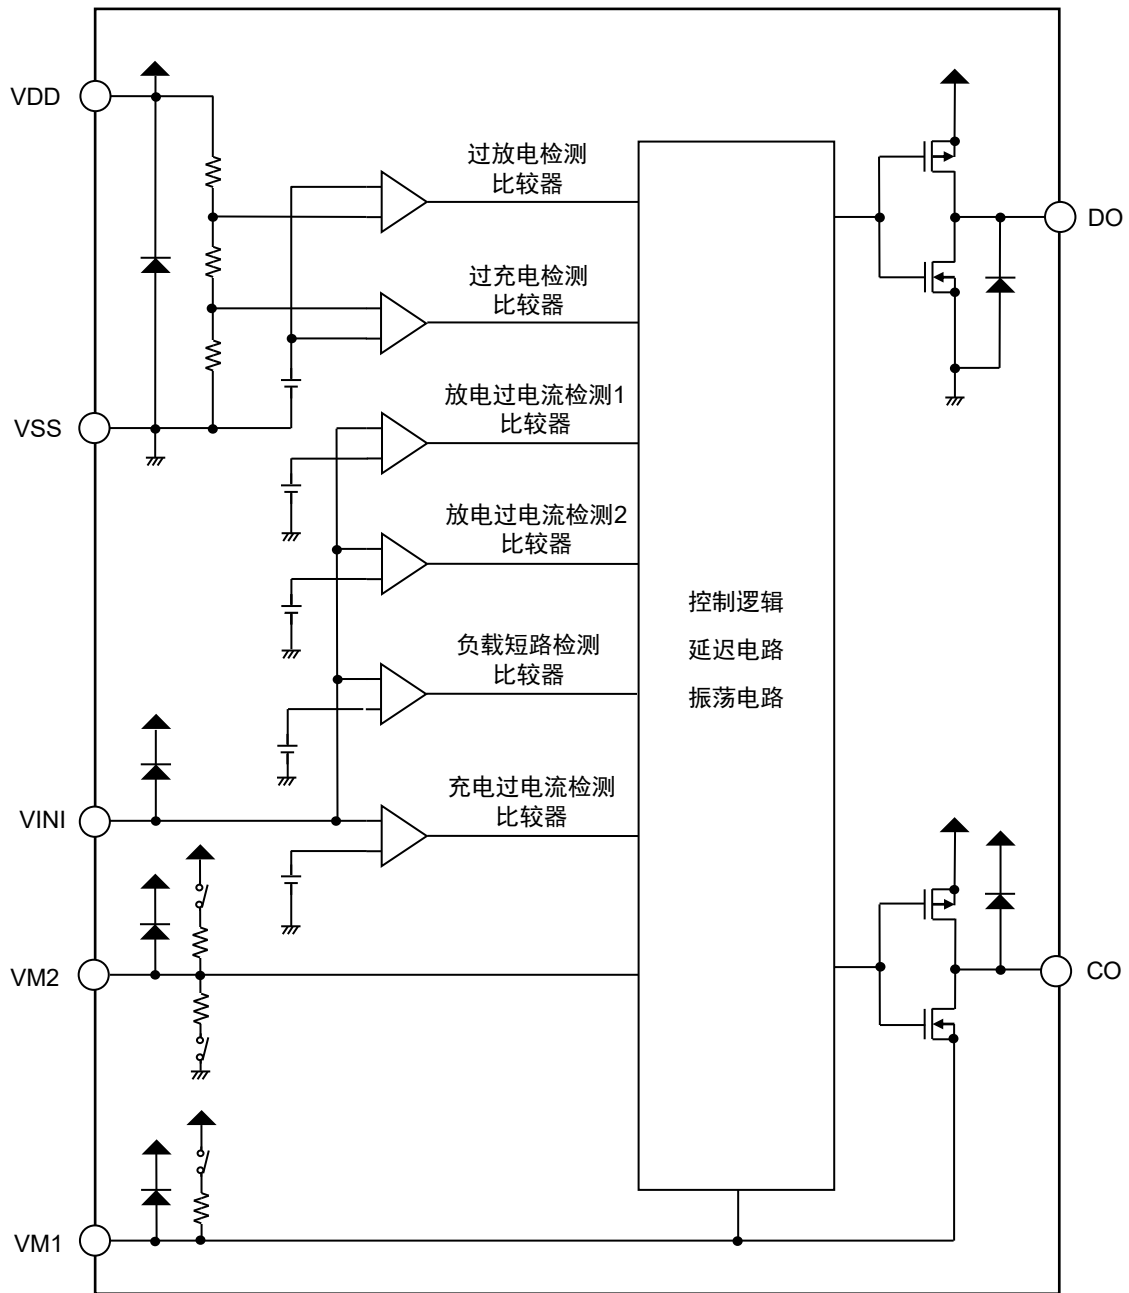 VDD
过放电检测
比较器
DO
过充电检测
比较器
放电过电流检测1
比较器
VSS
放电过电流检测2
比较器
控制逻辑
延迟电路
振荡电路
负载短路检测
比较器
充电过电流检测
比较器
VINI
VM2
CO
VM1